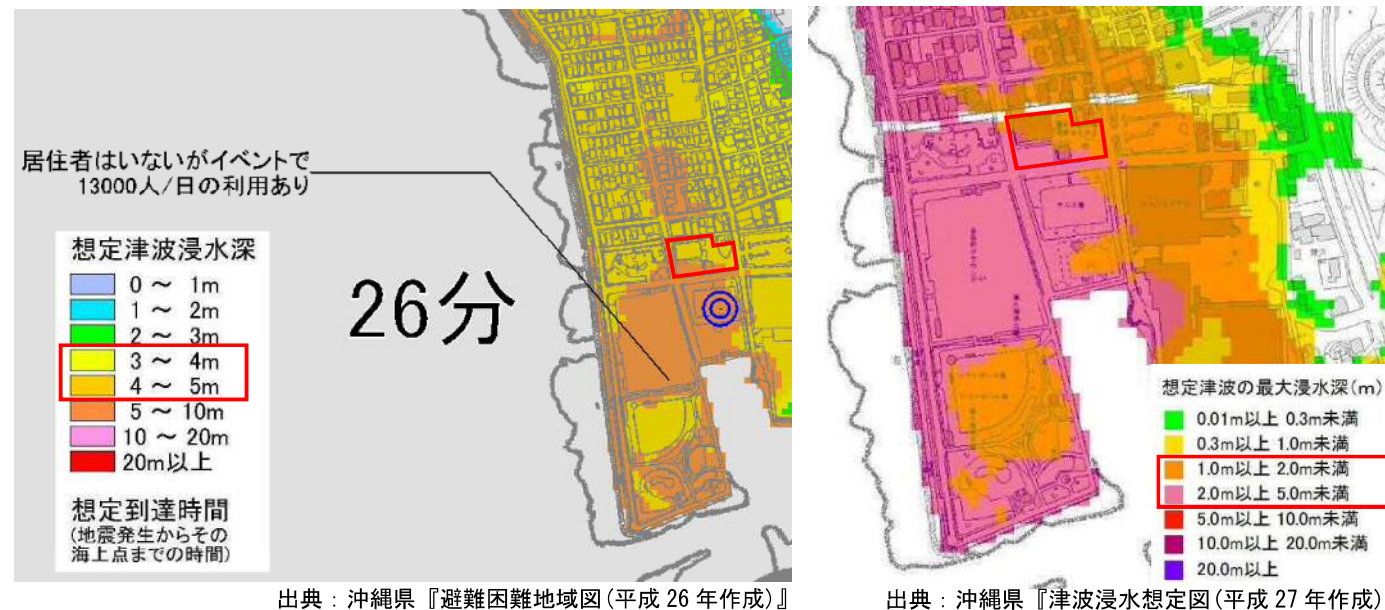 居住者はいないがイベントで
13000人/日の利用あり
想定津波浸水深
0 ～ 1m
1 ～ 2m
2 ～ 3m
3 ～ 4m
4 ～ 5m
5 ～ 10m
10 ～ 20m
20m以上
想定到達時間
(地震発生からその
海上点までの時間)
26分
出典：沖縄県『避難困難地域図(平成 26 年作成)』
想定津波の最大浸水深(m)
0.01m以上 0.3m未満
0.3m以上 1.0m未満
1.0m以上 2.0m未満
2.0m以上 5.0m未満
5.0m以上 10.0m未満
10.0m以上 20.0m未満
20.0m以上
出典：沖縄県『津波浸水想定図(平成 27 年作成)